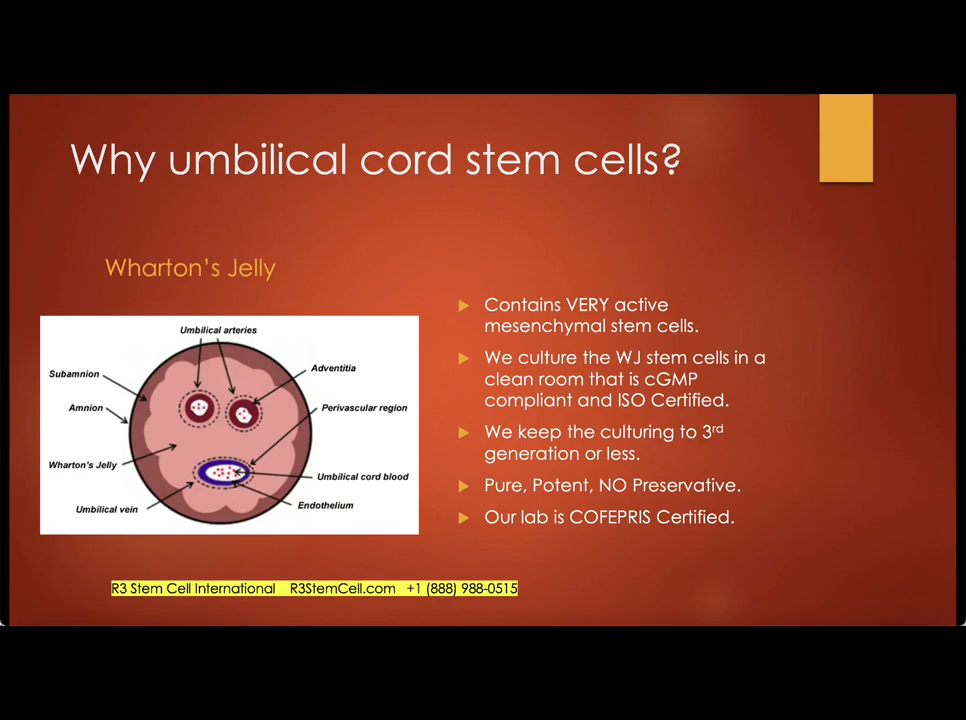 Why umbilical cord stem cells?
Wharton's Jelly
Umbilical arteries
Subamnion
Adventitia
Amnion
Perivascular region
Wharton's Jelly
Umbilical cord blood
Umbilical vein
Endothelium
Contains VERY active
mesenchymal stem cells.
We culture the WJ stem cells in a
clean room that is cGMP
compliant and ISO Certified.
We keep the culturing to 3rd
generation or less.
Pure, Potent, NO Preservative.
Our lab is COFEPRIS Certified.
R3 Stem Cell International R3StemCell.com +1 (888) 988-0515